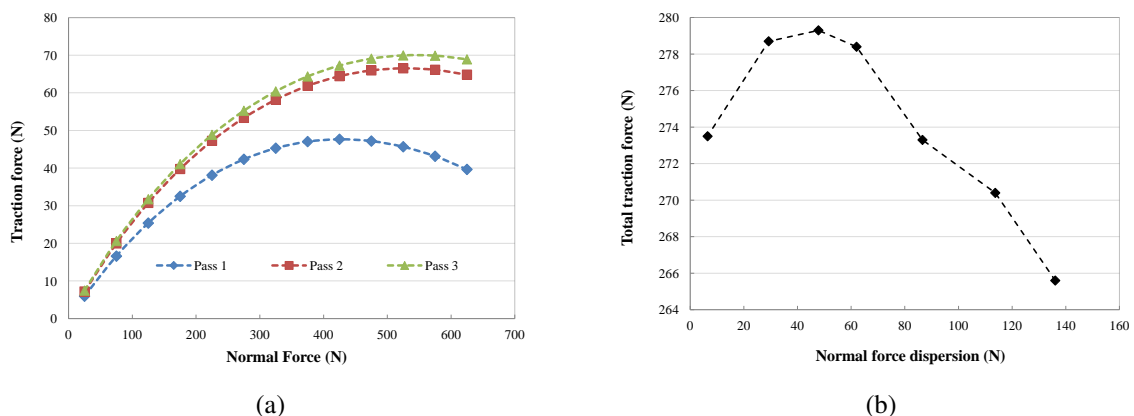 80
70
60
50
40
30
20
10
0
0 100 200 300 400 500 600 700
Traction force (N)
Normal Force (N)
Pass 1 Pass 2 Pass 3
(a)
280
278
276
274
272
270
268
266
264
0 20 40 60 80 100 120 140 160
Total traction force (N)
Normal force dispersion (N)
(b)